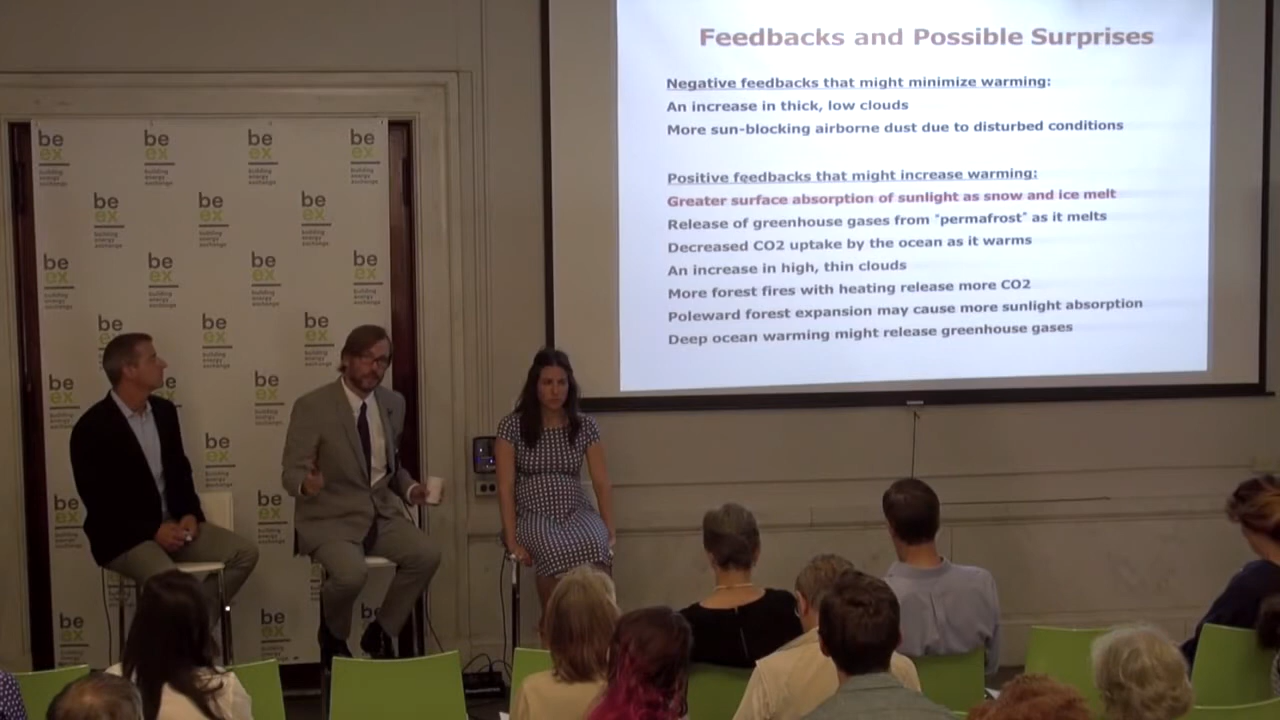 Feedbacks and Possible Surprises
Negative feedbacks that might minimize warming:
An increase in thick, low clouds
More sun-blocking airborne dust due to disturbed conditions
Positive feedbacks that might increase warming:
Greater surface absorption of sunlight as snow and ice melt
Release of greenhouse gases from "permafrost" as it melts
Decreased CO2 uptake by the ocean as it warms
An increase in high, thin clouds
More forest fires with heating release more CO2
Poleward forest expansion may cause more sunlight absorption
Deep ocean warming might release greenhouse gases
be
ex
building
energy
exchange